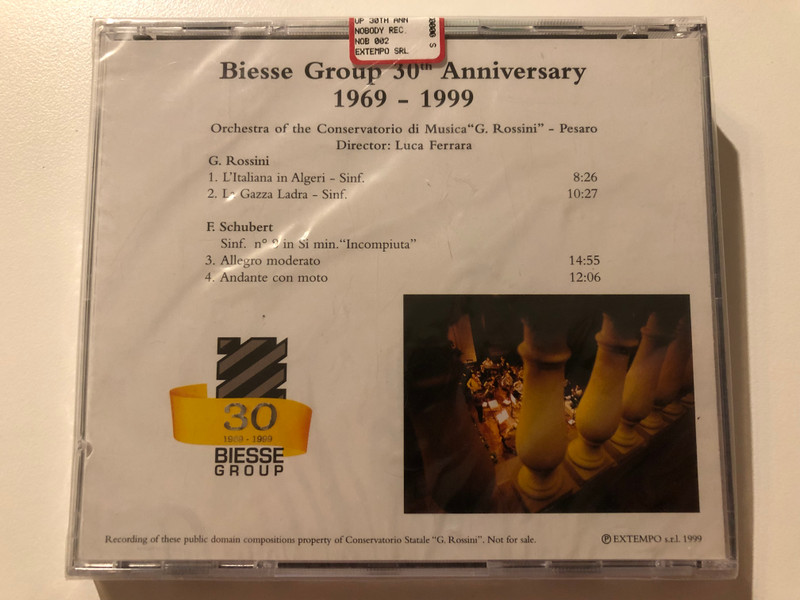 OP 30TH ANN
NOBODY REC.
NOB 002
EXTEMPO SRL
S
Biesse Group 30th Anniversary
1969 - 1999
Orchestra of the Conservatorio di Musica“G. Rossini” - Pesaro
Director: Luca Ferrara
G. Rossini
1. L'Italiana in Algeri - Sinf. 8:26
2. La Gazza Ladra - Sinf. 10:27
F. Schubert
Sinf. n° 8 in Si min.“Incompiuta”
3. Allegro moderato 14:55
4. Andante con moto 12:06
30
1969 - 1999
BIESSE
GROUP
Recording of these public domain compositions property of Conservatorio Statale “G. Rossini”. Not for sale.
℗ EXTEMPO s.r.l. 1999